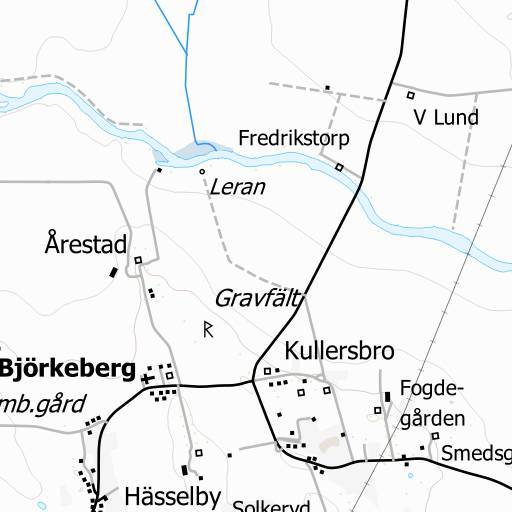 V Lund
Fredrikstorp
Leran
Årestad
Gravfält
R
Kullersbro
Björkeberg
mb.gård
Fogde-
gården
Smedsg
Hässelby
Solkeryd